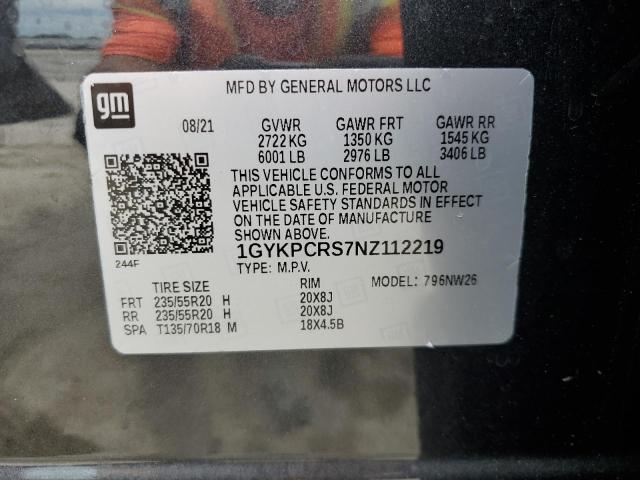 gm
MFD BY GENERAL MOTORS LLC
08/21 GVWR GAWR FRT GAWR RR
2722 KG 1350 KG 1545 KG
6001 LB 2976 LB 3406 LB
THIS VEHICLE CONFORMS TO ALL
APPLICABLE U.S. FEDERAL MOTOR
VEHICLE SAFETY STANDARDS IN EFFECT
ON THE DATE OF MANUFACTURE
SHOWN ABOVE.
244F
1GYKPCRS7NZ112219
TYPE: M.P.V.
TIRE SIZE RIM MODEL: 796NW26
FRT 235/55R20 H 20X8J
RR 235/55R20 H 20X8J
SPA T135/70R18 M 18X4.5B